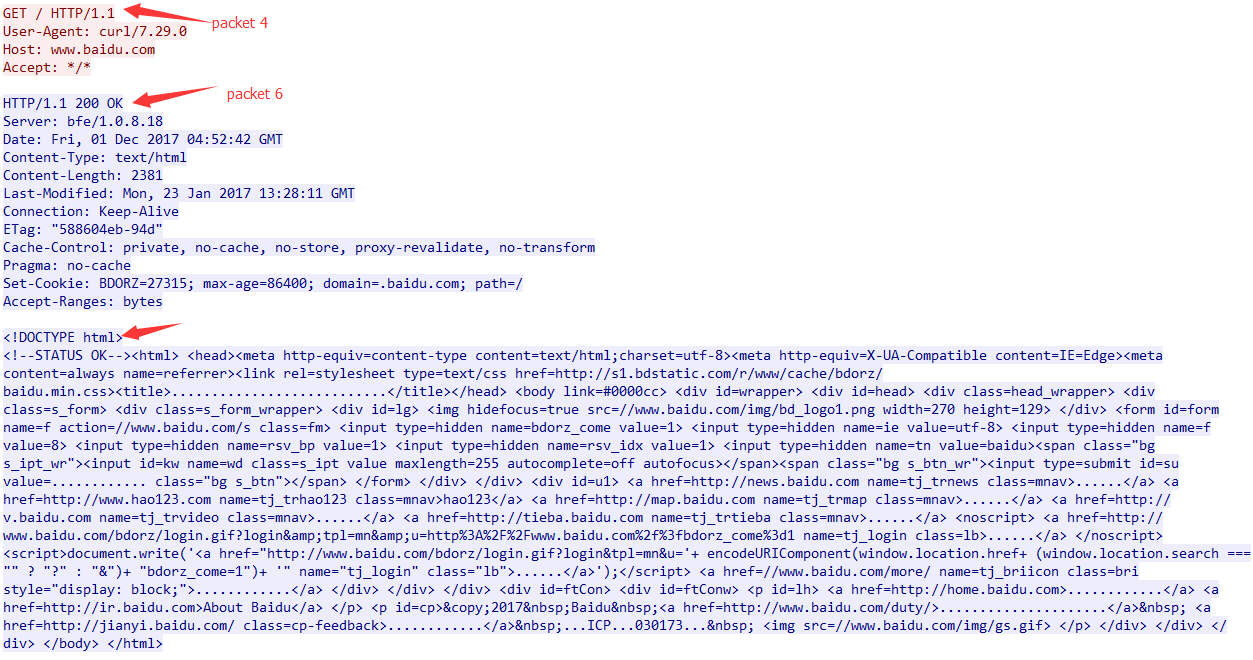 GET / HTTP/1.1
packet 4
User-Agent: curl/7.29.0
Host: www.baidu.com
Accept: */*
packet 6
HTTP/1.1 200 OK
Server: bfe/1.0.8.18
Date: Fri, 01 Dec 2017 04:52:42 GMT
Content-Type: text/html
Content-Length: 2381
Last-Modified: Mon, 23 Jan 2017 13:28:11 GMT
Connection: Keep-Alive
ETag: "588604eb-94d"
Cache-Control: private, no-cache, no-store, proxy-revalidate, no-transform
Pragma: no-cache
Set-Cookie: BDORZ=27315; max-age=86400; domain=.baidu.com; path=/
Accept-Ranges: bytes
<!DOCTYPE html>
<!--STATUS OK--><html> <head><meta http-equiv=content-type content=text/html;charset=utf-8><meta http-equiv=X-UA-Compatible content=IE=Edge><meta
content=always name=referrer><link rel=stylesheet type=text/css href=http://s1.bdstatic.com/r/www/cache/bdorz/
baidu.min.css><title>...........................</title></head> <body link=#0000cc> <div id=wrapper> <div id=head> <div class=head_wrapper> <div
class=s_form> <div class=s_form_wrapper> <div id=lg> <img hidefocus=true src=//www.baidu.com/img/bd_logo1.png width=270 height=129> </div> <form id=form
name=f action=//www.baidu.com/s class=fm> <input type=hidden name=bdorz_come value=1> <input type=hidden name=ie value=utf-8> <input type=hidden name=f
value=8> <input type=hidden name=rsv_bp value=1> <input type=hidden name=rsv_idx value=1> <input type=hidden name=tn value=baidu><span class="bg
s_ipt_wr"><input id=kw name=wd class=s_ipt value maxlength=255 autocomplete=off autofocus></span><span class="bg s_btn_wr"><input type=submit id=su
value=............ class="bg s_btn"></span> </form> </div> </div> <div id=u1> <a href=http://news.baidu.com name=tj_trnews class=mnav>......</a> <a
href=http://www.hao123.com name=tj_trhao123 class=mnav>hao123</a> <a href=http://map.baidu.com name=tj_trmap class=mnav>......</a> <a href=http://
v.baidu.com name=tj_trvideo class=mnav>......</a> <a href=http://tieba.baidu.com name=tj_trtieba class=mnav>......</a> <noscript> <a href=http://
www.baidu.com/bdorz/login.gif?login&amp;tpl=mn&amp;u=http%3A%2F%2Fwww.baidu.com%2f%3fbdorz_come%3d1 name=tj_login class=lb>......</a> </noscript>
<script>document.write('<a href="http://www.baidu.com/bdorz/login.gif?login&tpl=mn&u='+ encodeURIComponent(window.location.href+ (window.location.search ===
"" ? "?" : "&")+ "bdorz_come=1")+ '" name="tj_login" class="lb">......</a>');</script> <a href=//www.baidu.com/more/ name=tj_briicon class=bri
style="display: block;">............</a> </div> </div> </div> <div id=ftCon> <div id=ftConw> <p id=lh> <a href=http://home.baidu.com>............</a> <a
href=http://ir.baidu.com>About Baidu</a> </p> <p id=cp>&copy;2017&nbsp;Baidu&nbsp;<a href=http://www.baidu.com/duty/>.....................</a>&nbsp; <a
href=http://jianyi.baidu.com/ class=cp-feedback>............</a>&nbsp;...ICP...030173...&nbsp; <img src=//www.baidu.com/img/gs.gif> </p> </div> </div> </
div> </body> </html>